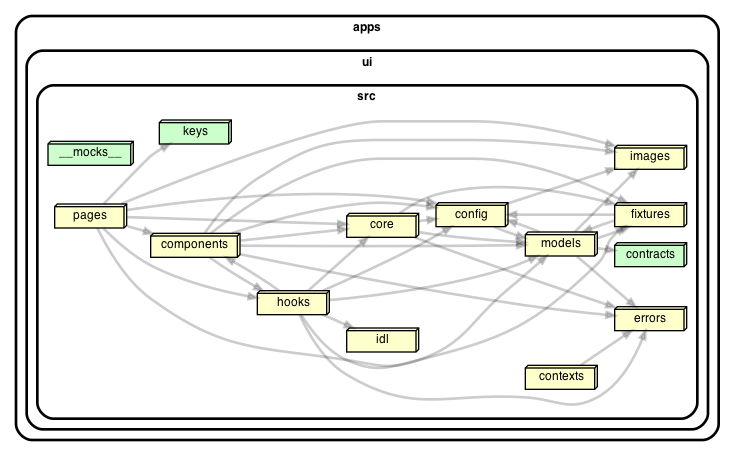 apps
ui
src
keys
__mocks__
images
pages
config
fixtures
core
components
models
contracts
hooks
errors
idl
contexts